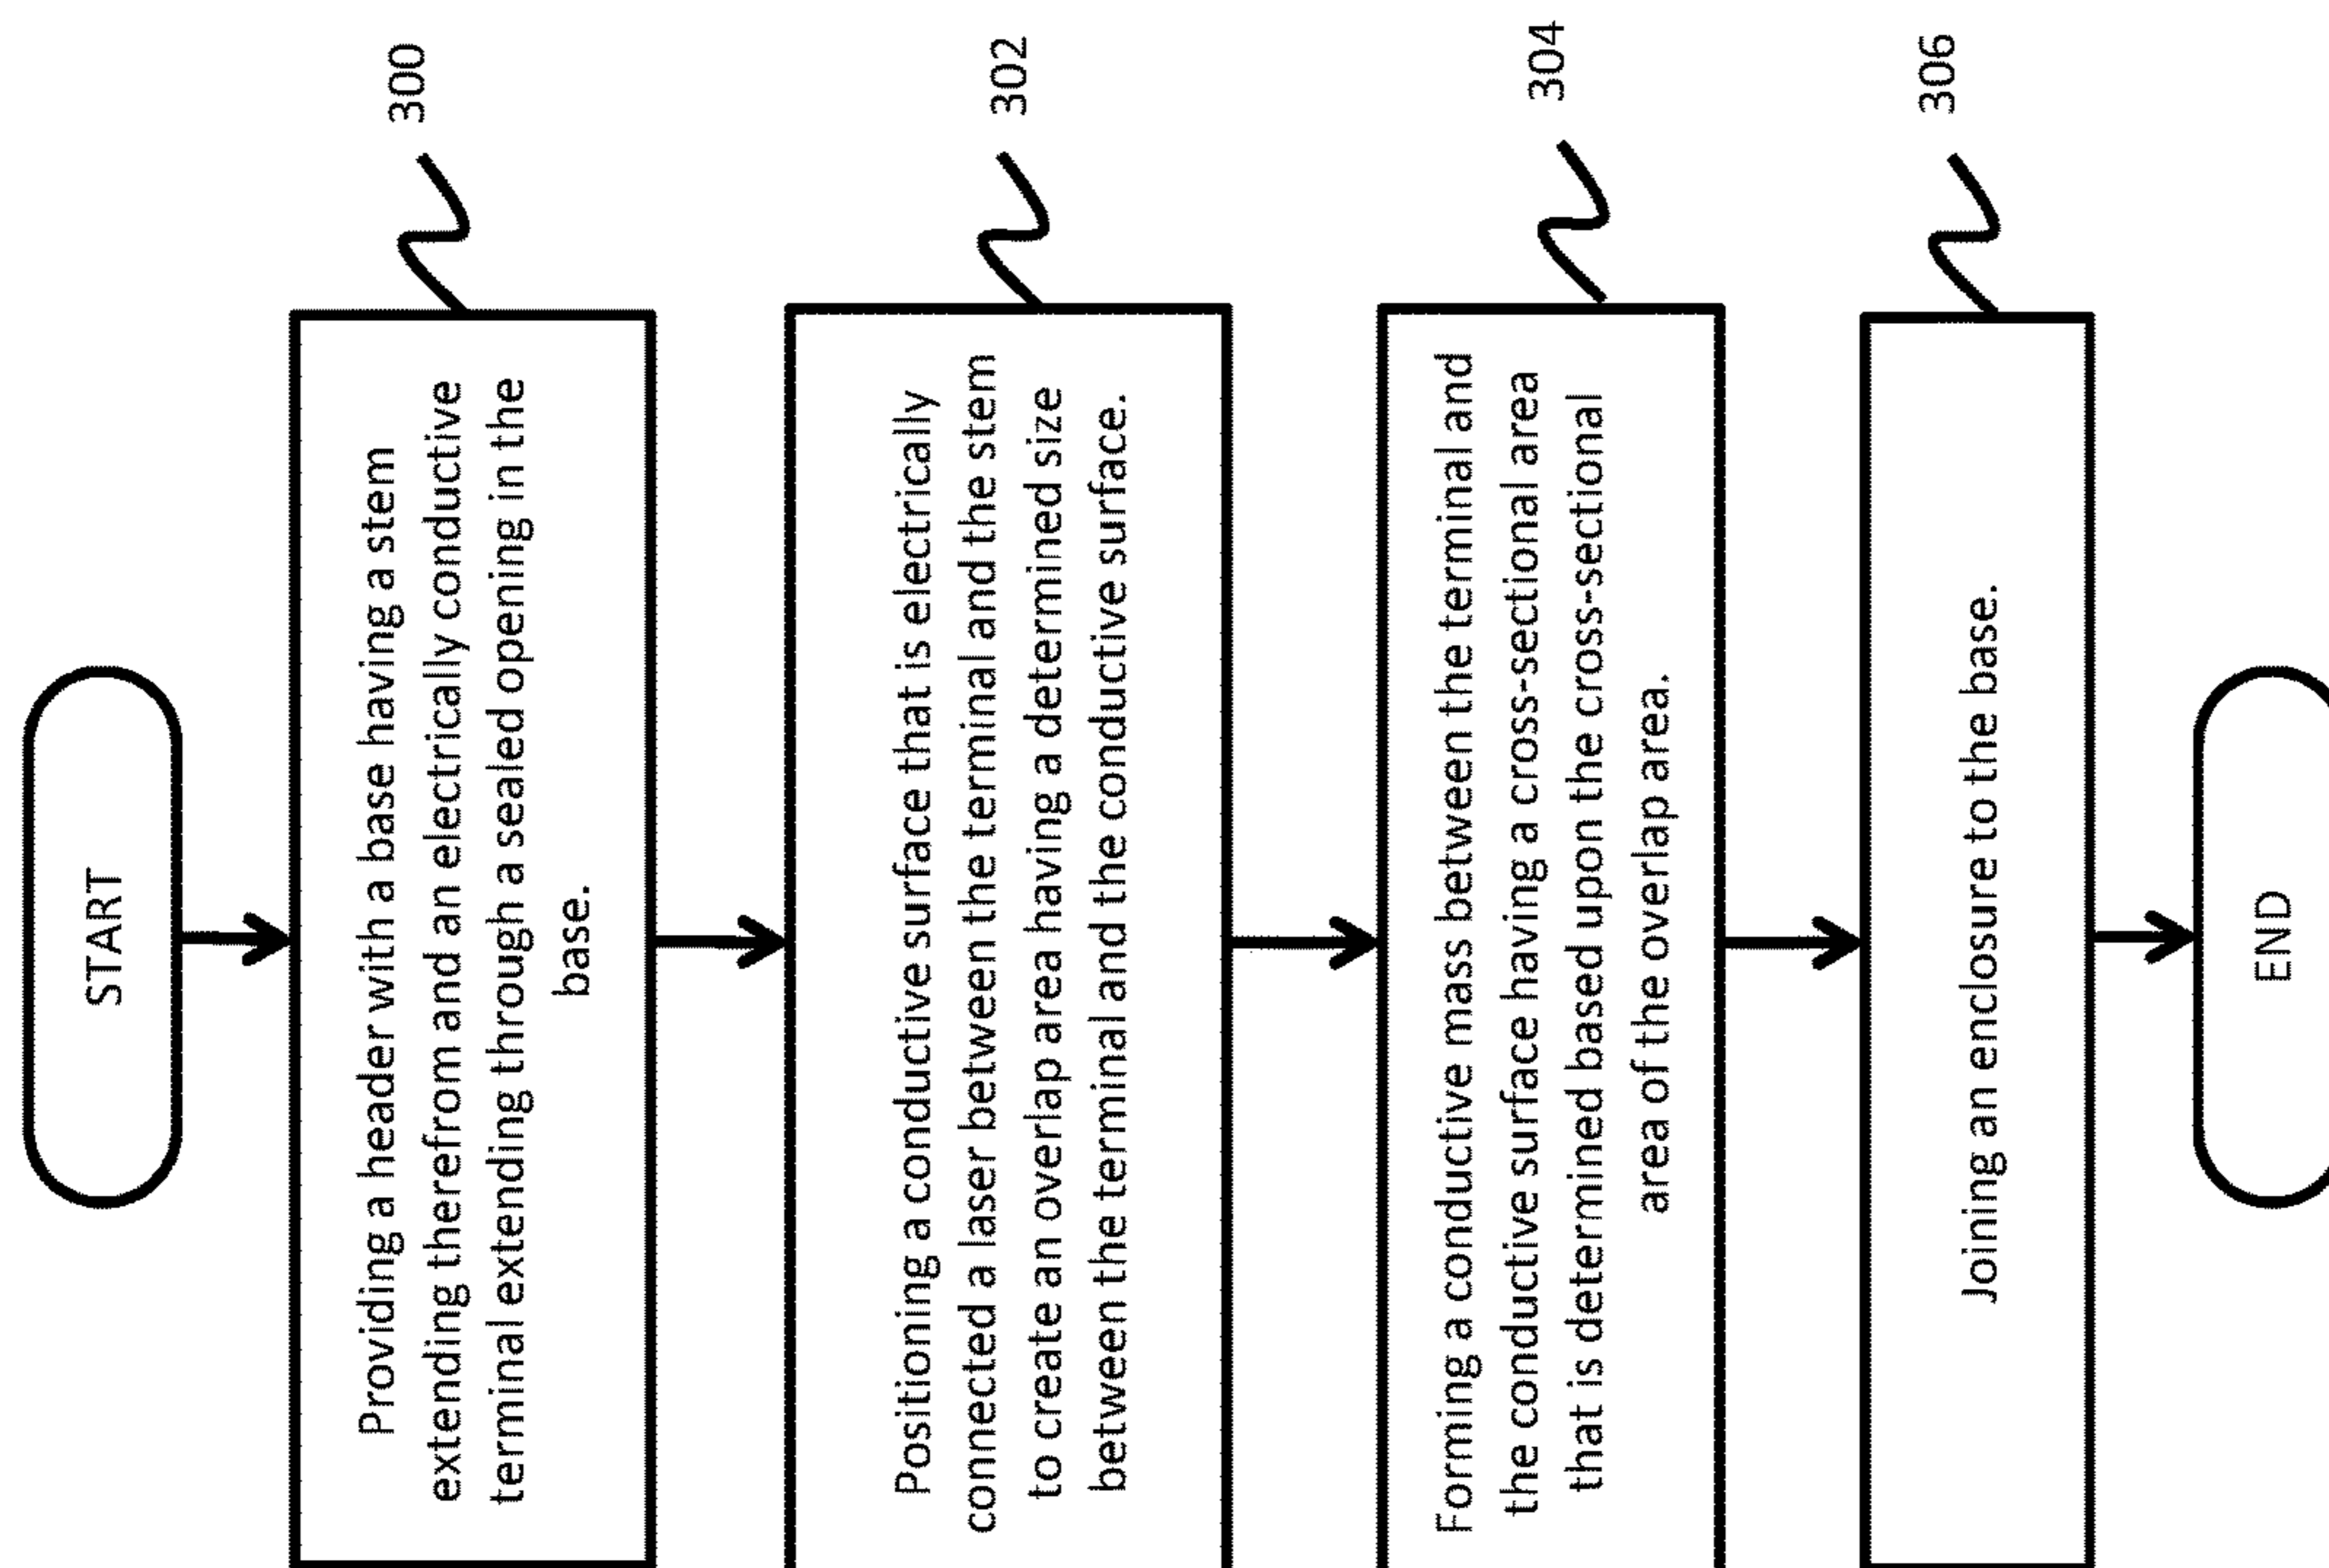 START
300
Providing a header with a base having a stem
extending therefrom and an electrically conductive
terminal extending through a sealed opening in the
base.
302
Positioning a conductive surface that is electrically
connected a laser between the terminal and the stem
to create an overlap area having a determined size
between the terminal and the conductive surface.
304
Forming a conductive mass between the terminal and
the conductive surface having a cross-sectional area
that is determined based upon the cross-sectional
area of the overlap area.
306
Joining an enclosure to the base.
END